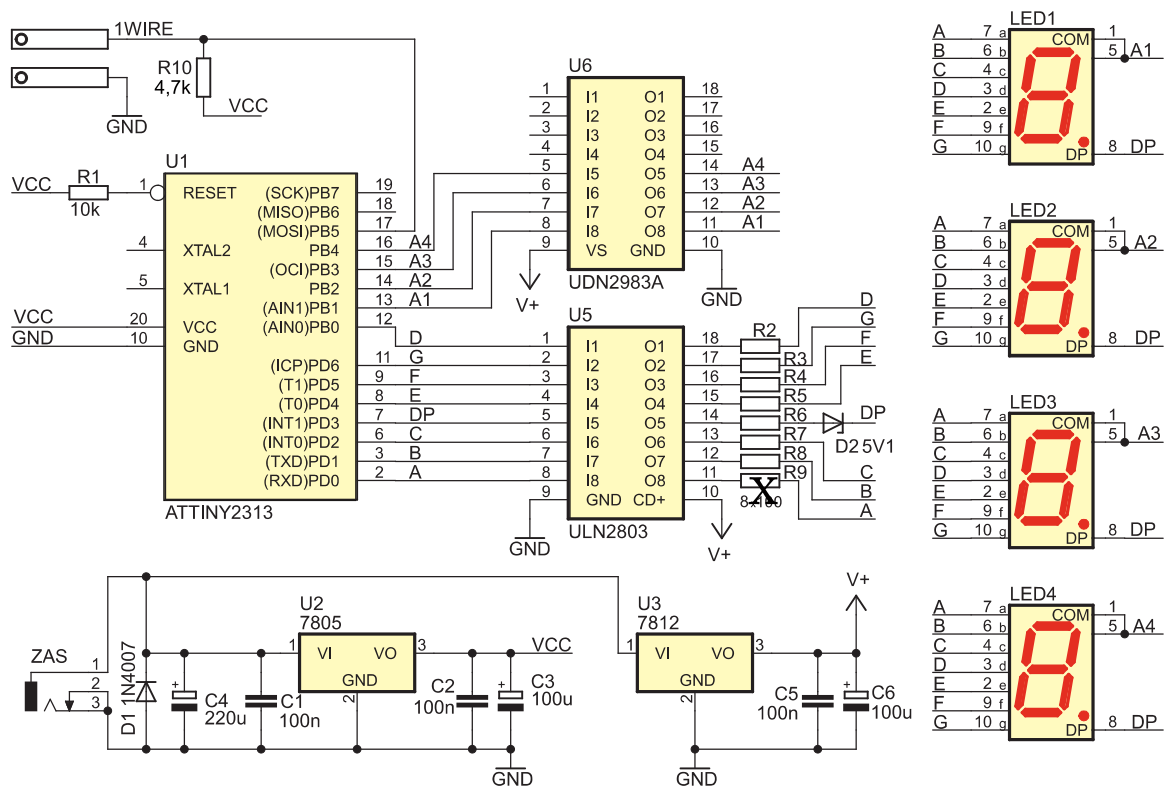 1WIRE
R10
4,7k
VCC
GND
VCC
R1
10k
U1
1
RESET
4
XTAL2
5
XTAL1
VCC
20
VCC
GND
10
GND
(SCK)PB7
19
(MISO)PB6
18
(MOSI)PB5
17
PB4
16
A4
(OCI)PB3
15
A3
PB2
14
A2
(AIN1)PB1
13
A1
(AIN0)PB0
12
D
(ICP)PD6
11
G
(T1)PD5
9
F
(T0)PD4
8
E
(INT1)PD3
7
DP
(INT0)PD2
6
C
(TXD)PD1
3
B
(RXD)PD0
2
A
ATTINY2313
U6
1 I1 O1 18
2 I2 O2 17
3 I3 O3 16
4 I4 O4 15
5 I5 O5 14 A4
6 I6 O6 13 A3
7 I7 O7 12 A2
8 I8 O8 11 A1
9 VS GND 10
V+
UDN2983A
GND
U5
1 I1 O1 18 R2 D
2 I2 O2 17 R3 G
3 I3 O3 16 R4 F
4 I4 O4 15 R5 E
5 I5 O5 14 R6 DP
D2 5V1
6 I6 O6 13 R7 C
7 I7 O7 12 R8 B
8 I8 O8 11 R9 A
X
8x100
9 GND CD+ 10
GND
ULN2803
V+
LED1
A 7 a COM 1
B 6 b 5 A1
C 4 c
D 3 d
E 2 e
F 9 f
G 10 g DP 8 DP
LED2
A 7 a COM 1
B 6 b 5 A2
C 4 c
D 3 d
E 2 e
F 9 f
G 10 g DP 8 DP
LED3
A 7 a COM 1
B 6 b 5 A3
C 4 c
D 3 d
E 2 e
F 9 f
G 10 g DP 8 DP
LED4
A 7 a COM 1
B 6 b 5 A4
C 4 c
D 3 d
E 2 e
F 9 f
G 10 g DP 8 DP
ZAS
1
2
3
D1 1N4007
+
C4
220u
C1
100n
U2
7805
1 VI VO 3
GND
2
VCC
C2
100n
+
C3
100u
GND
U3
7812
1 VI VO 3
GND
2
V+
C5
100n
+
C6
100u
GND